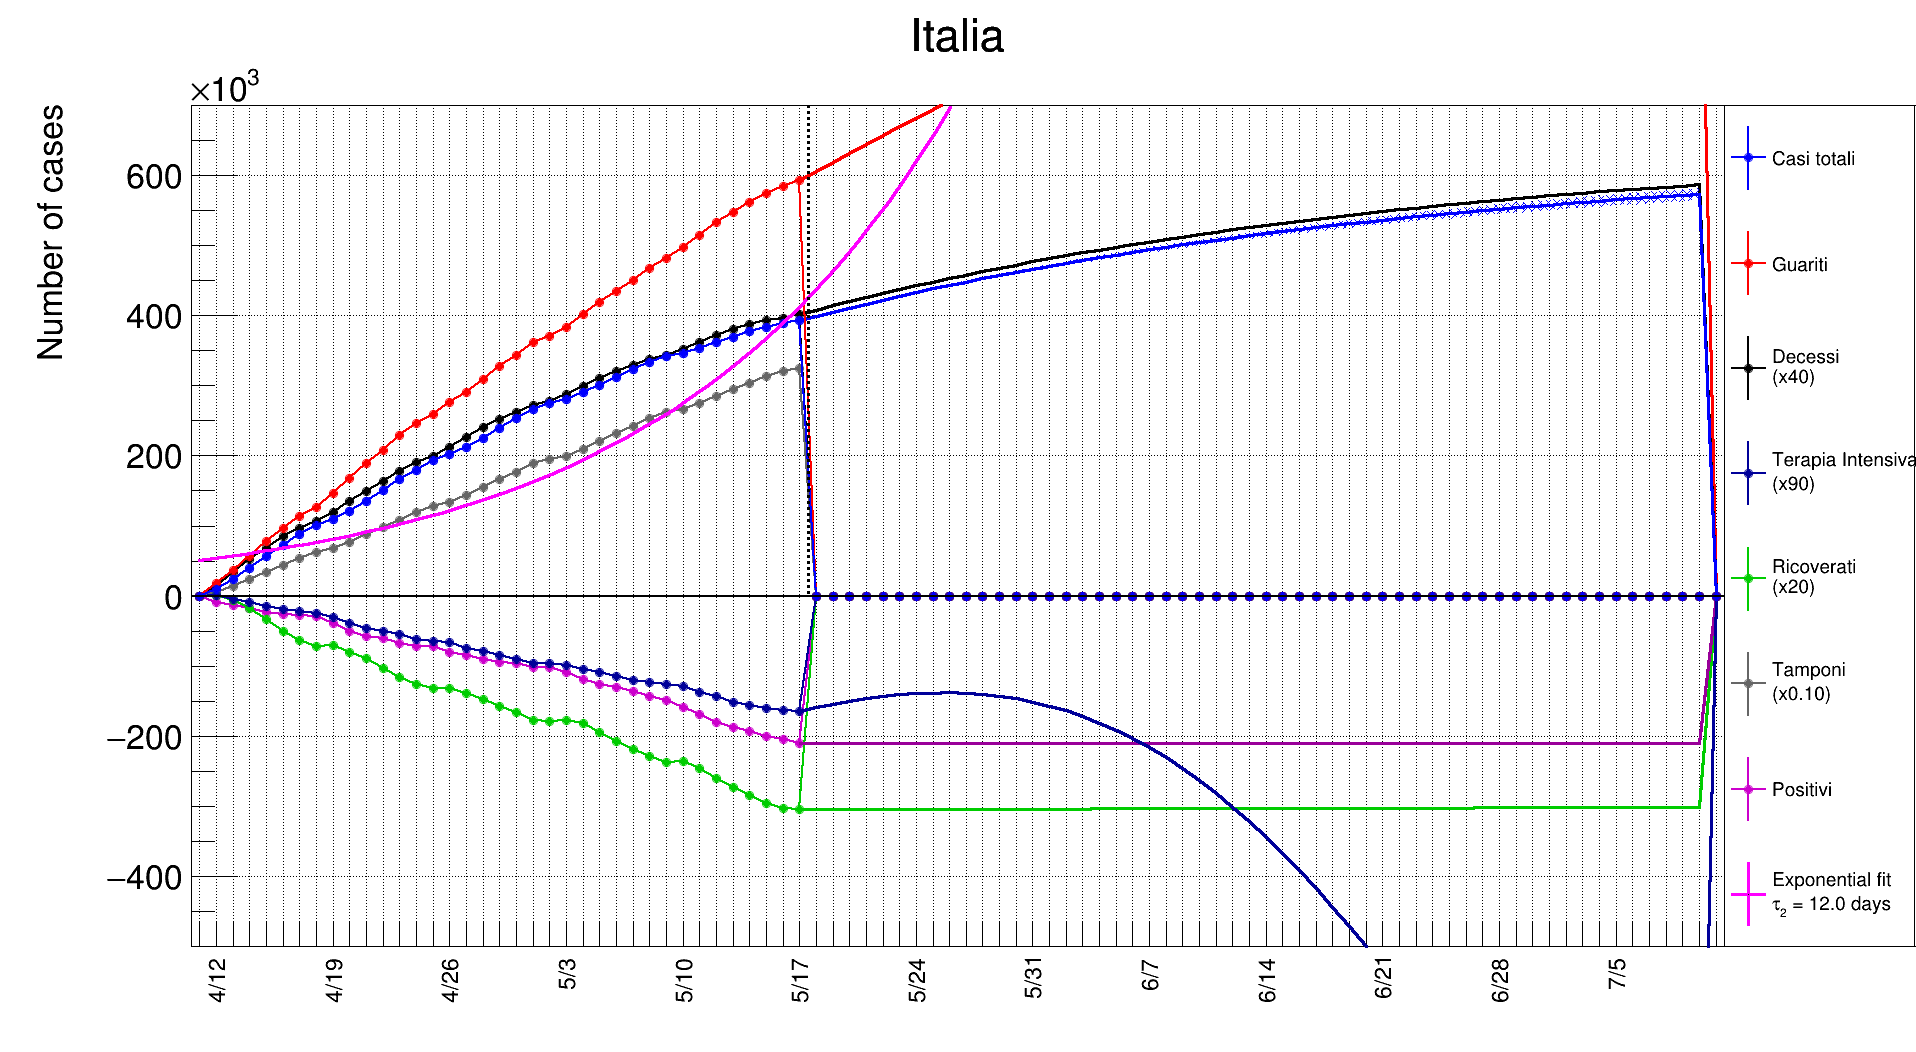 Italia
×10³
Number of cases
600
400
200
0
−200
−400
4/12
4/19
4/26
5/3
5/10
5/17
5/24
5/31
6/7
6/14
6/21
6/28
7/5
Casi totali
Guariti
Decessi
(x40)
Terapia Intensiva
(x90)
Ricoverati
(x20)
Tamponi
(x0.10)
Positivi
Exponential fit
τ₂ = 12.0 days